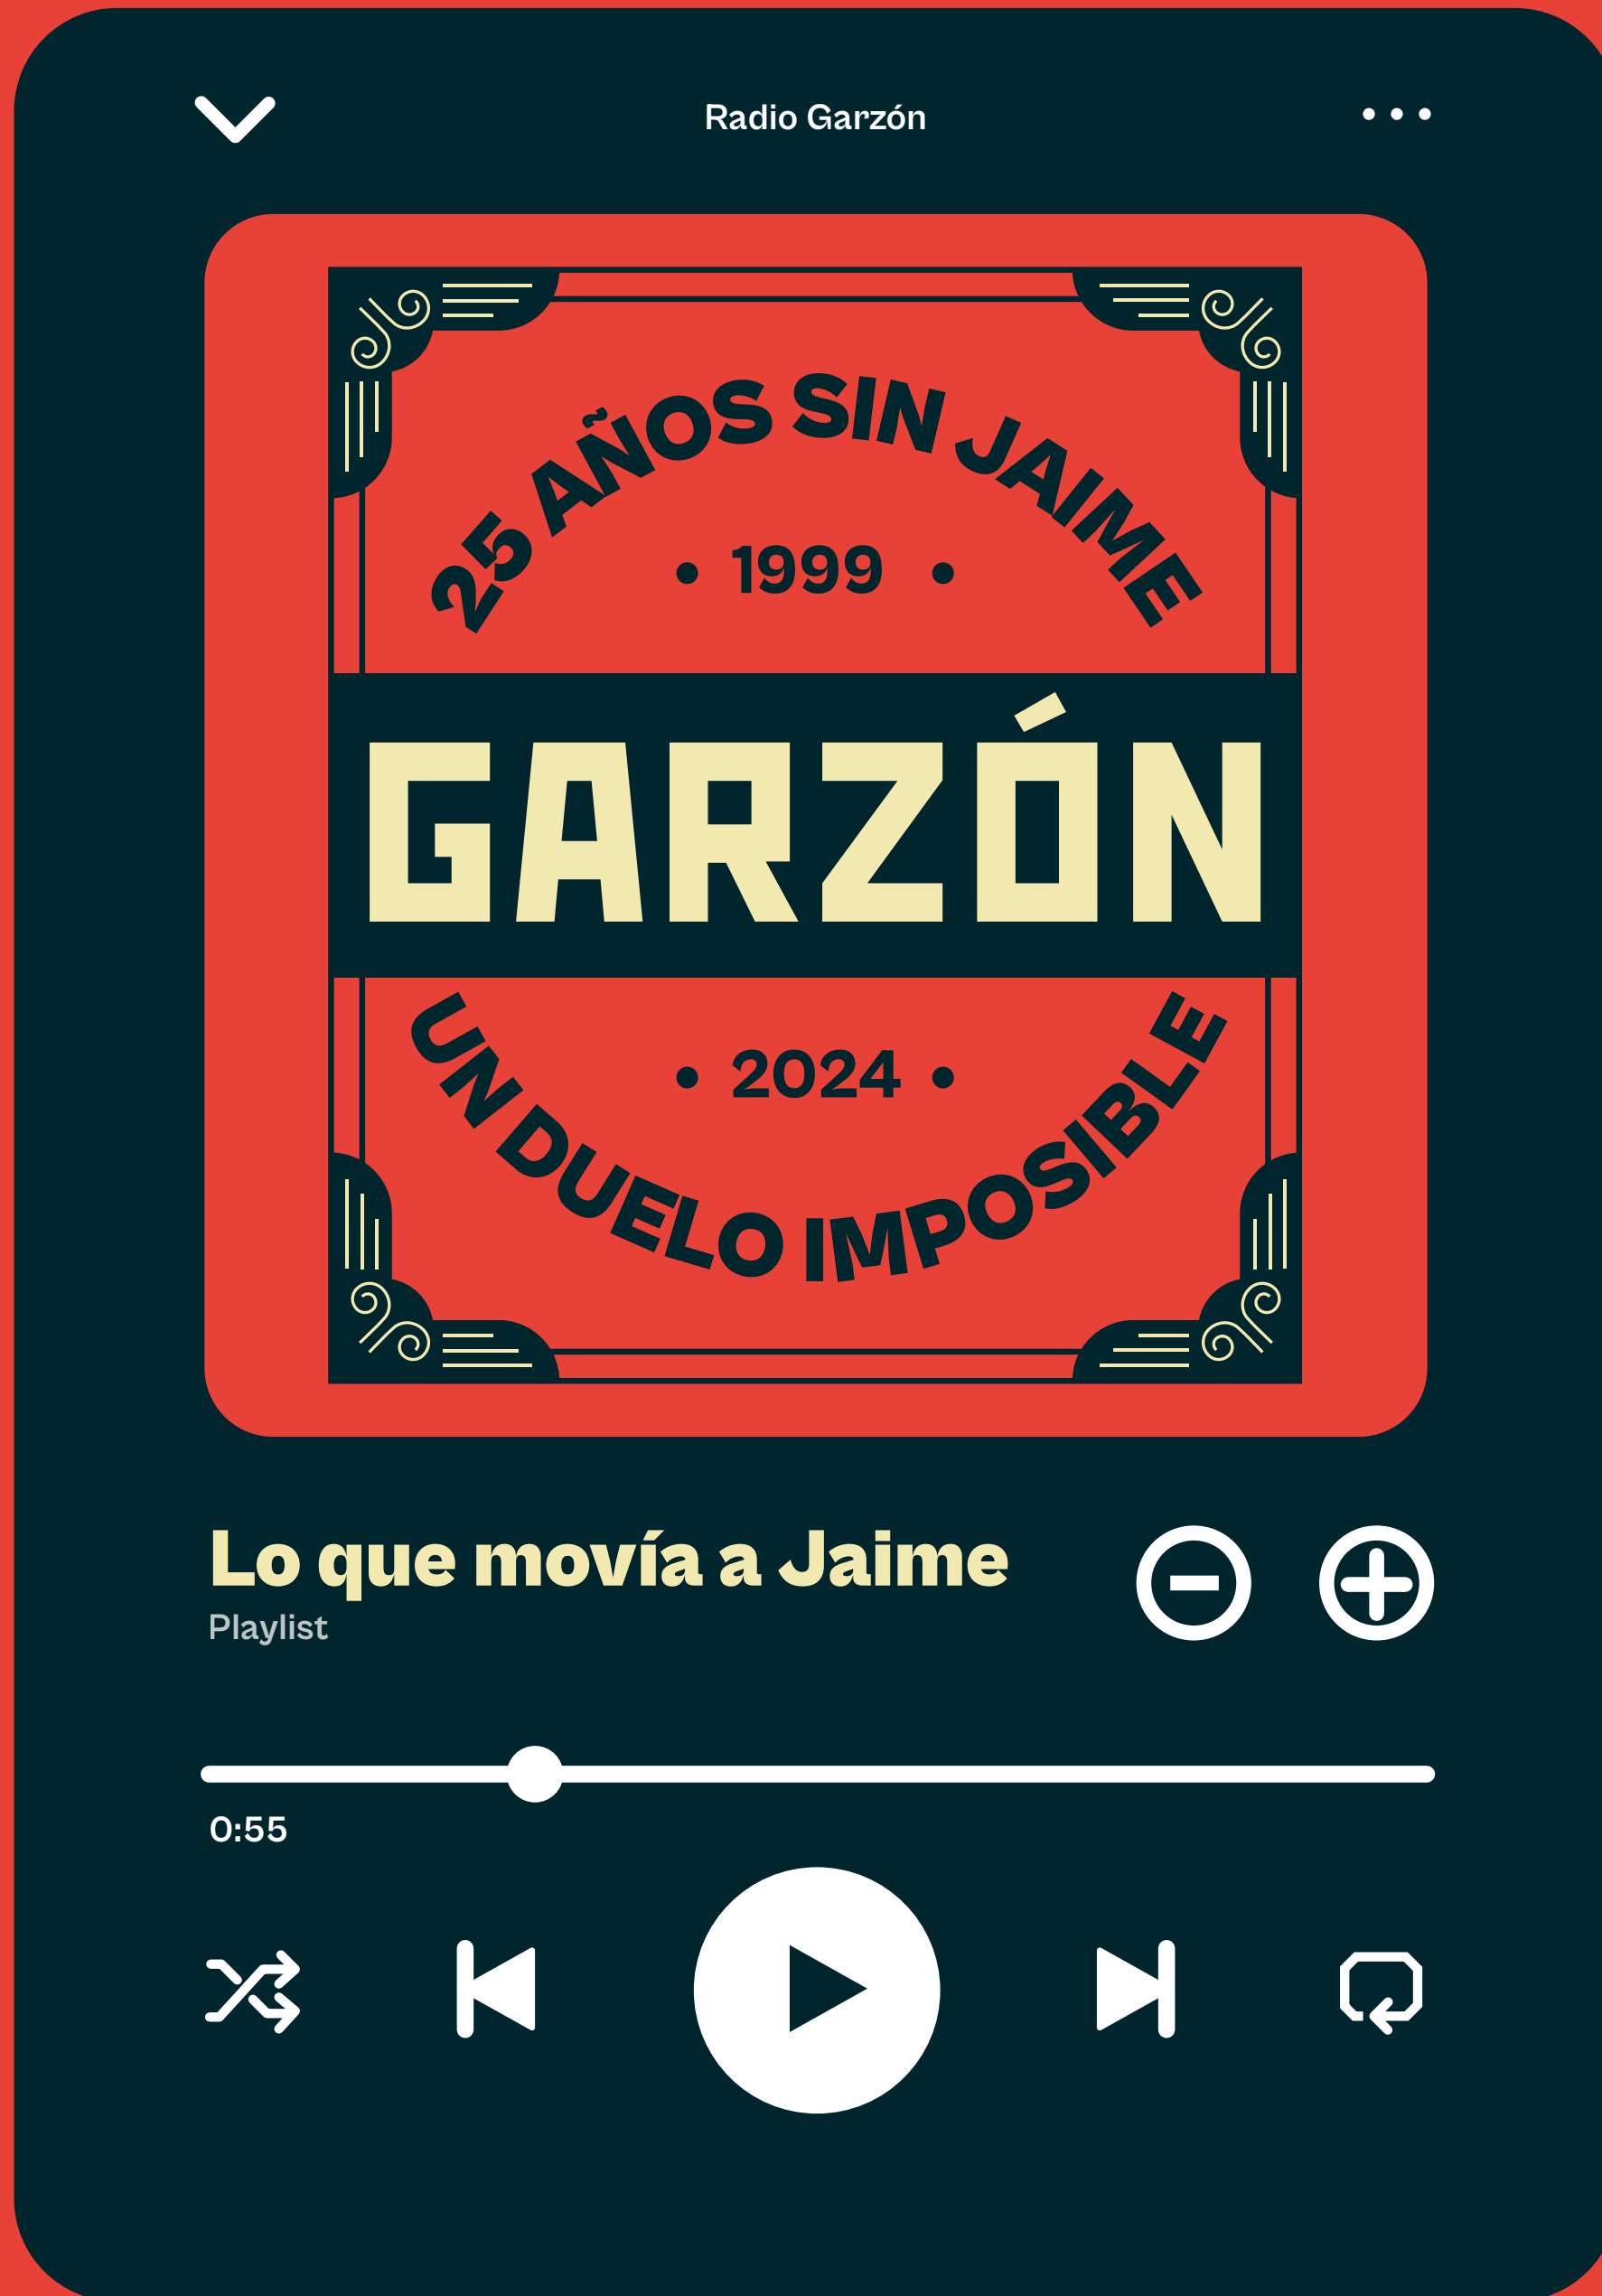 Radio Garzón
25 AÑOS SIN JAIME
• 1999 •
GARZÓN
• 2024 •
UN DUELO IMPOSIBLE
Lo que movía a Jaime
Playlist
0:55